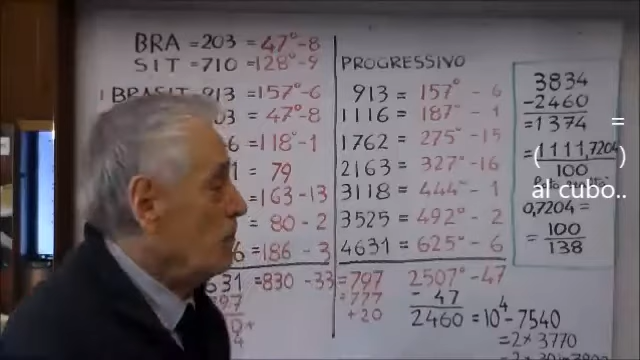 BRA = 203 = 47° - 8
SIT = 710 = 128° - 9
BRASIT 913 = 157° - 6
03 = 47° - 8
6 = 118° - 1
1 = 79
= 163 - 13
= 80 - 2
6 = 186 - 3
631 = 830 - 33 = 797
= 777
+ 20
PROGRESSIVO
913 = 157° - 6
1116 = 187° - 1
1762 = 275° - 15
2163 = 327° - 16
3118 = 444° - 1
3525 = 492° - 2
4631 = 625° - 6
2507° - 47
- 47
2460 = 10⁴ - 7540
= 2 × 3770
3834
- 2460
= 1374
=
= (1111,7204)
100
al cubo..
0,7204 =
= 100
138